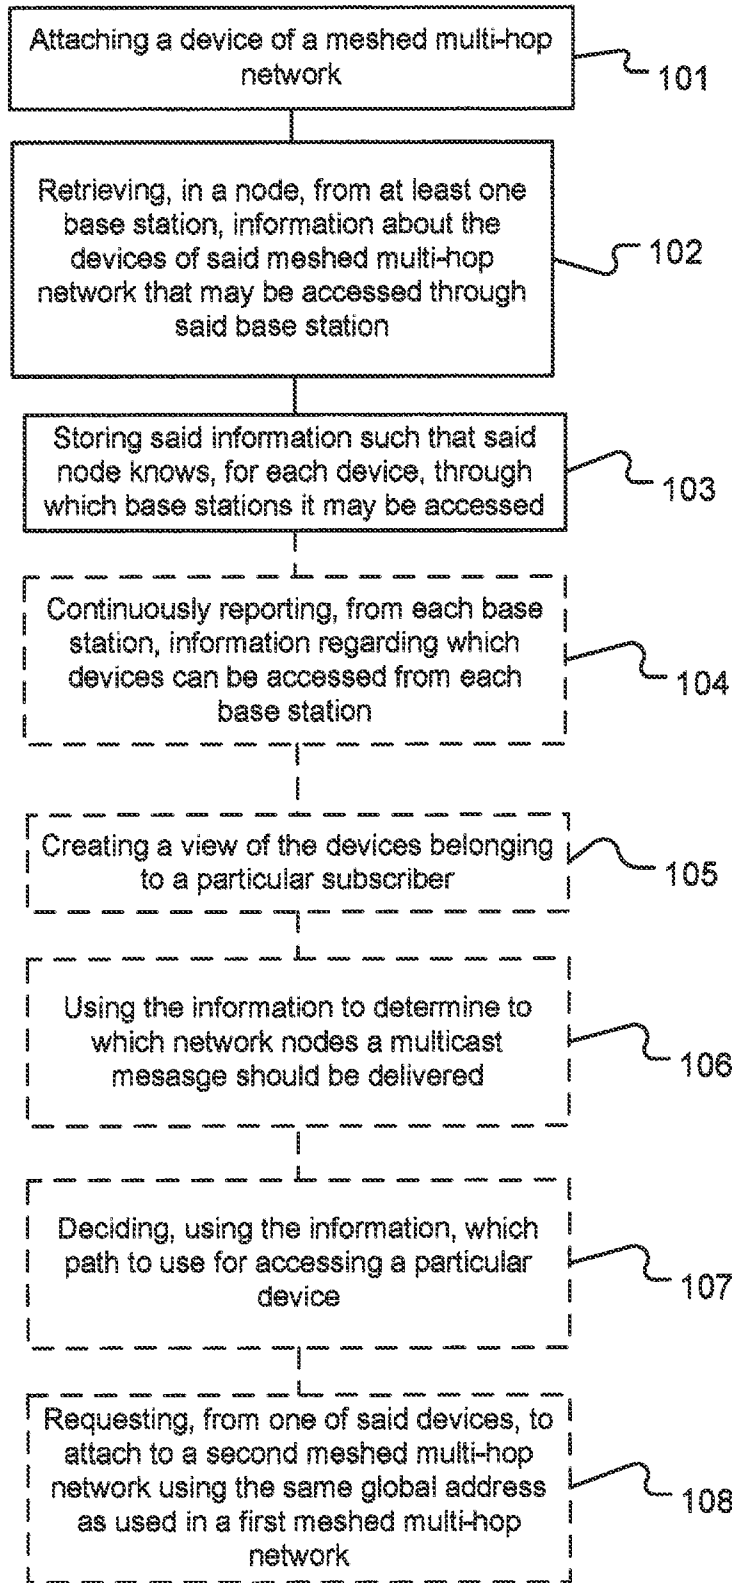 Attaching a device of a meshed multi-hop
network
101
Retrieving, in a node, from at least one
base station, information about the
devices of said meshed multi-hop
network that may be accessed through
said base station
102
Storing said information such that said
node knows, for each device, through
which base stations it may be accessed
103
Continuously reporting, from each base
station, information regarding which
devices can be accessed from each
base station
104
Creating a view of the devices belonging
to a particular subscriber
105
Using the information to determine to
which network nodes a multicast
mesasge should be delivered
106
Deciding, using the information, which
path to use for accessing a particular
device
107
Requesting, from one of said devices, to
attach to a second meshed multi-hop
network using the same global address
as used in a first meshed multi-hop
network
108